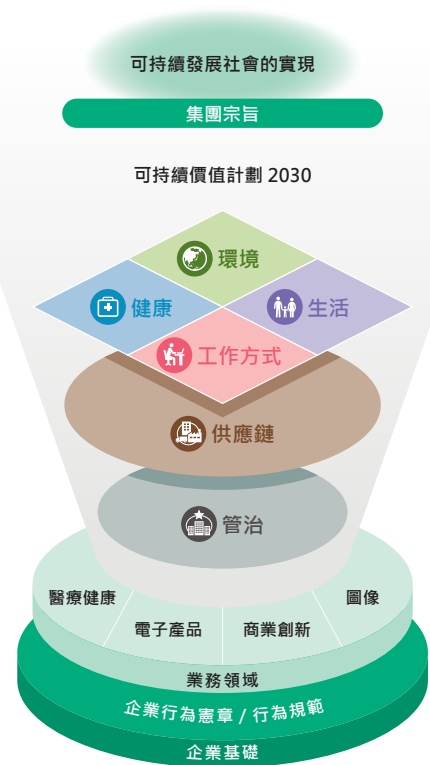 可持續發展社會的實現
集團宗旨
可持續價值計劃 2030
環境
健康
生活
工作方式
供應鏈
管治
醫療健康
電子產品
商業創新
圖像
業務領域
企業行為憲章 / 行為規範
企業基礎